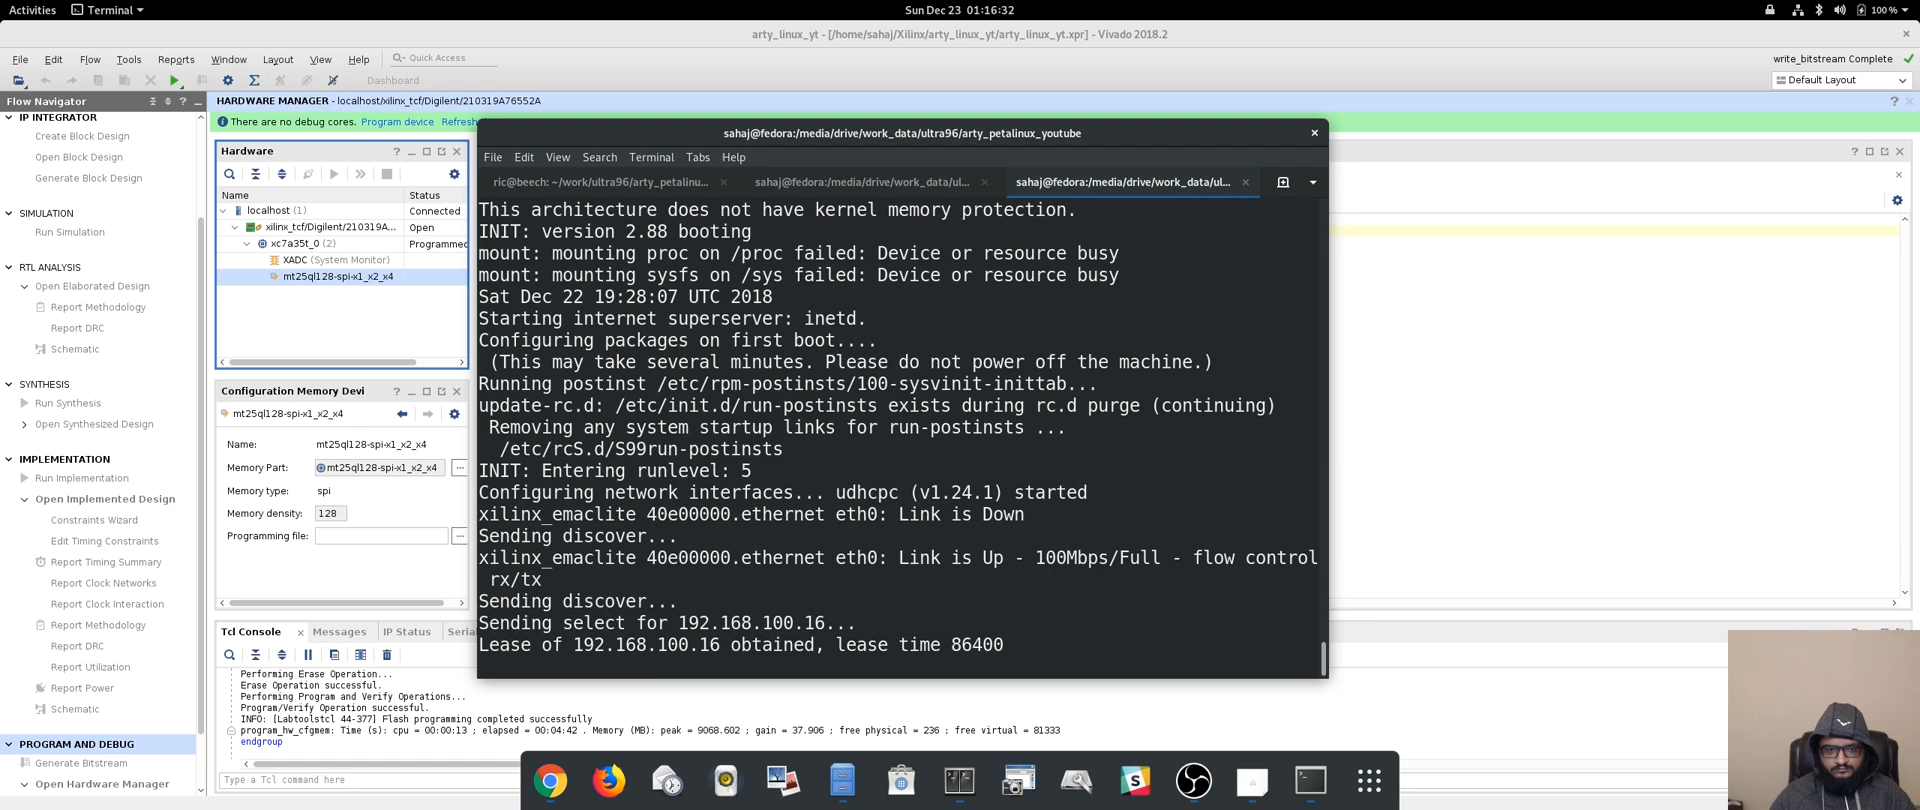 Activities
Terminal
Sun Dec 23 01:16:32
100 %
arty_linux_yt - [/home/sahaj/Xilinx/arty_linux_yt/arty_linux_yt.xpr] - Vivado 2018.2
File Edit Flow Tools Reports Window Layout View Help
Quick Access
write_bitstream Complete
Dashboard
Default Layout
Flow Navigator
HARDWARE MANAGER - localhost/xilinx_tcf/Digilent/210319A76552A
There are no debug cores. Program device Refresh
IP INTEGRATOR
Create Block Design
Open Block Design
Generate Block Design
SIMULATION
Run Simulation
RTL ANALYSIS
Open Elaborated Design
Report Methodology
Report DRC
Schematic
SYNTHESIS
Run Synthesis
Open Synthesized Design
IMPLEMENTATION
Run Implementation
Open Implemented Design
Constraints Wizard
Edit Timing Constraints
Report Timing Summary
Report Clock Networks
Report Clock Interaction
Report Methodology
Report DRC
Report Utilization
Report Power
Schematic
PROGRAM AND DEBUG
Generate Bitstream
Open Hardware Manager
Hardware
Name Status
localhost (1) Connected
xilinx_tcf/Digilent/210319A... Open
xc7a35t_0 (2) Programmed
XADC (System Monitor)
mt25ql128-spi-x1_x2_x4
Configuration Memory Devi
mt25ql128-spi-x1_x2_x4
Name: mt25ql128-spi-x1_x2_x4
Memory Part: mt25ql128-spi-x1_x2_x4
Memory type: spi
Memory density: 128
Programming file:
sahaj@fedora:/media/drive/work_data/ultra96/arty_petalinux_youtube
File Edit View Search Terminal Tabs Help
ric@beech: ~/work/ultra96/arty_petalinu...
sahaj@fedora:/media/drive/work_data/ul...
sahaj@fedora:/media/drive/work_data/ul...
This architecture does not have kernel memory protection.
INIT: version 2.88 booting
mount: mounting proc on /proc failed: Device or resource busy
mount: mounting sysfs on /sys failed: Device or resource busy
Sat Dec 22 19:28:07 UTC 2018
Starting internet superserver: inetd.
Configuring packages on first boot....
(This may take several minutes. Please do not power off the machine.)
Running postinst /etc/rpm-postinsts/100-sysvinit-inittab...
update-rc.d: /etc/init.d/run-postinsts exists during rc.d purge (continuing)
Removing any system startup links for run-postinsts ...
/etc/rcS.d/S99run-postinsts
INIT: Entering runlevel: 5
Configuring network interfaces... udhcpc (v1.24.1) started
xilinx_emaclite 40e00000.ethernet eth0: Link is Down
Sending discover...
xilinx_emaclite 40e00000.ethernet eth0: Link is Up - 100Mbps/Full - flow control
rx/tx
Sending discover...
Sending select for 192.168.100.16...
Lease of 192.168.100.16 obtained, lease time 86400
Tcl Console Messages IP Status Seria
Performing Erase Operation...
Erase Operation successful.
Performing Program and Verify Operations...
Program/Verify Operation successful.
INFO: [Labtoolstcl 44-377] Flash programming completed successfully
program_hw_cfgmem: Time (s): cpu = 00:00:13 ; elapsed = 00:04:42 . Memory (MB): peak = 9068.602 ; gain = 37.906 ; free physical = 236 ; free virtual = 81333
endgroup
Type a Tcl command here